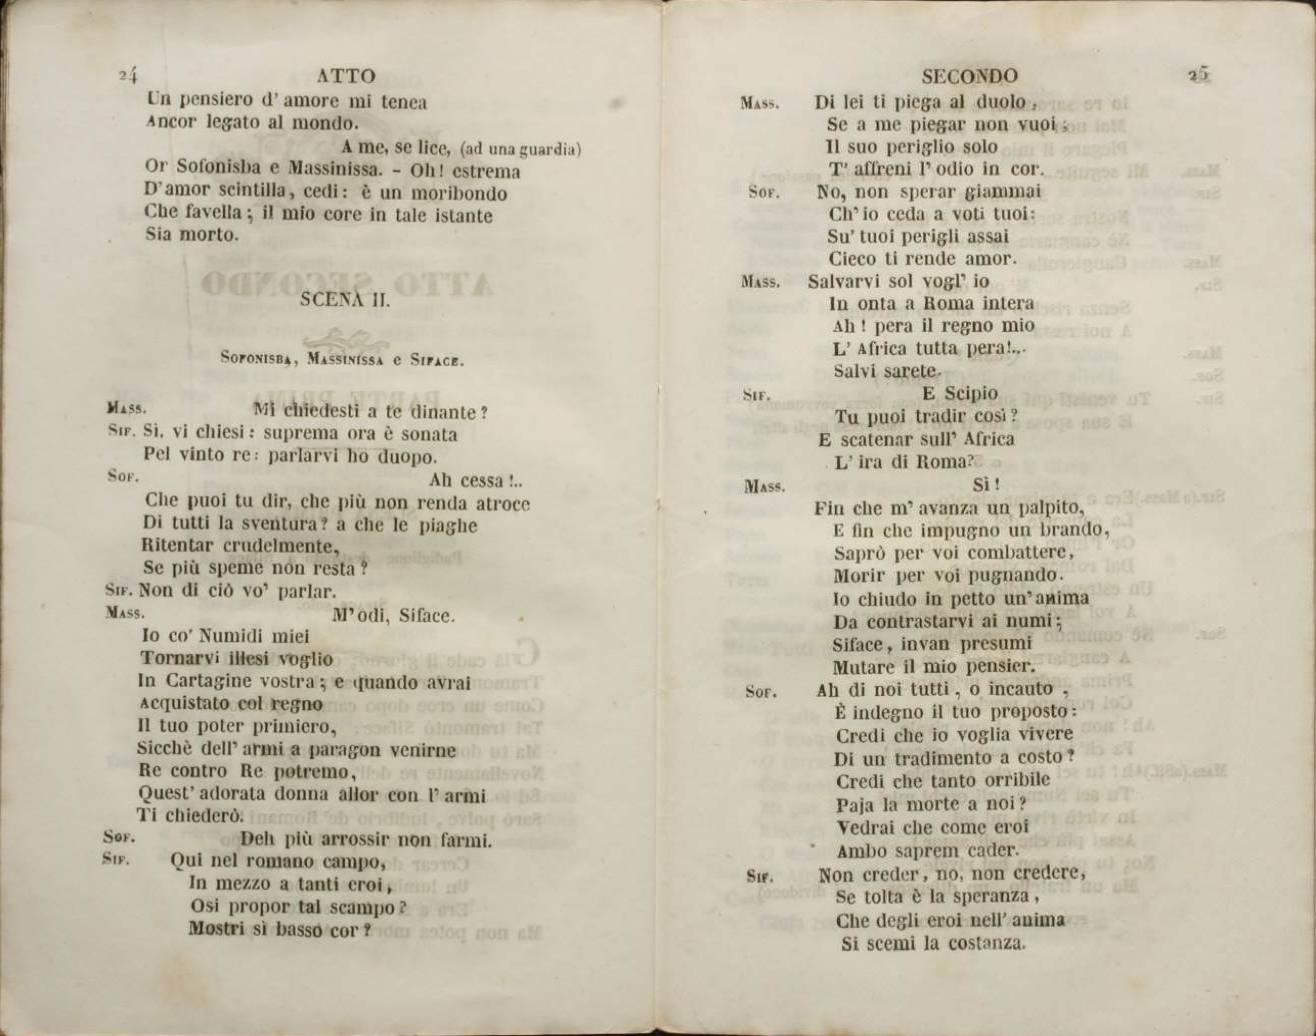 24 ATTO
Un pensiero d' amore mi tenea
Ancor legato al mondo.
A me, se lice, (ad una guardia)
Or Sofonisba e Massinissa. - Oh! estrema
D'amor scintilla, cedi: è un moribondo
Che favella; il mio core in tale istante
Sia morto.
SCENA II.
Sofonisba, Massinissa e Siface.
Mass. Mi chiedesti a te dinante?
Sif. Sì, vi chiesi: suprema ora è sonata
Pel vinto re: parlarvi ho duopo.
Sof. Ah cessa!..
Che puoi tu dir, che più non renda atroce
Di tutti la sventura? a che le piaghe
Ritentar crudelmente,
Se più speme non resta?
Sif. Non di ciò vo' parlar.
Mass. M'odi, Siface.
Io co' Numidi miei
Tornarvi illesi voglio
In Cartagine vostra; e quando avrai
Acquistato col regno
Il tuo poter primiero,
Sicchè dell' armi a paragon venirne
Re contro Re potremo,
Quest' adorata donna allor con l' armi
Ti chiederò.
Sof. Deh più arrossir non farmi.
Sif. Qui nel romano campo,
In mezzo a tanti eroi,
Osi propor tal scampo?
Mostri sì basso cor?
SECONDO 25
Mass. Di lei ti piega al duolo,
Se a me piegar non vuoi;
Il suo periglio solo
T' affreni l' odio in cor.
Sof. No, non sperar giammai
Ch' io ceda a voti tuoi:
Su' tuoi perigli assai
Cieco ti rende amor.
Mass. Salvarvi sol vogl' io
In onta a Roma intera
Ah! pera il regno mio
L' Africa tutta pera!...
Salvi sarete.
Sif. E Scipio
Tu puoi tradir così?
E scatenar sull' Africa
L' ira di Roma?
Mass. Sì!
Fin che m' avanza un palpito,
E fin che impugno un brando,
Saprò per voi combattere,
Morir per voi pugnando.
Io chiudo in petto un' anima
Da contrastarvi ai numi;
Siface, invan presumi
Mutare il mio pensier.
Sof. Ah di noi tutti, o incauto,
È indegno il tuo proposto:
Credi che io voglia vivere
Di un tradimento a costo?
Credi che tanto orribile
Paja la morte a noi?
Vedrai che come eroi
Ambo saprem cader.
Sif. Non creder, no, non credere,
Se tolta è la speranza,
Che degli eroi nell' anima
Si scemi la costanza.